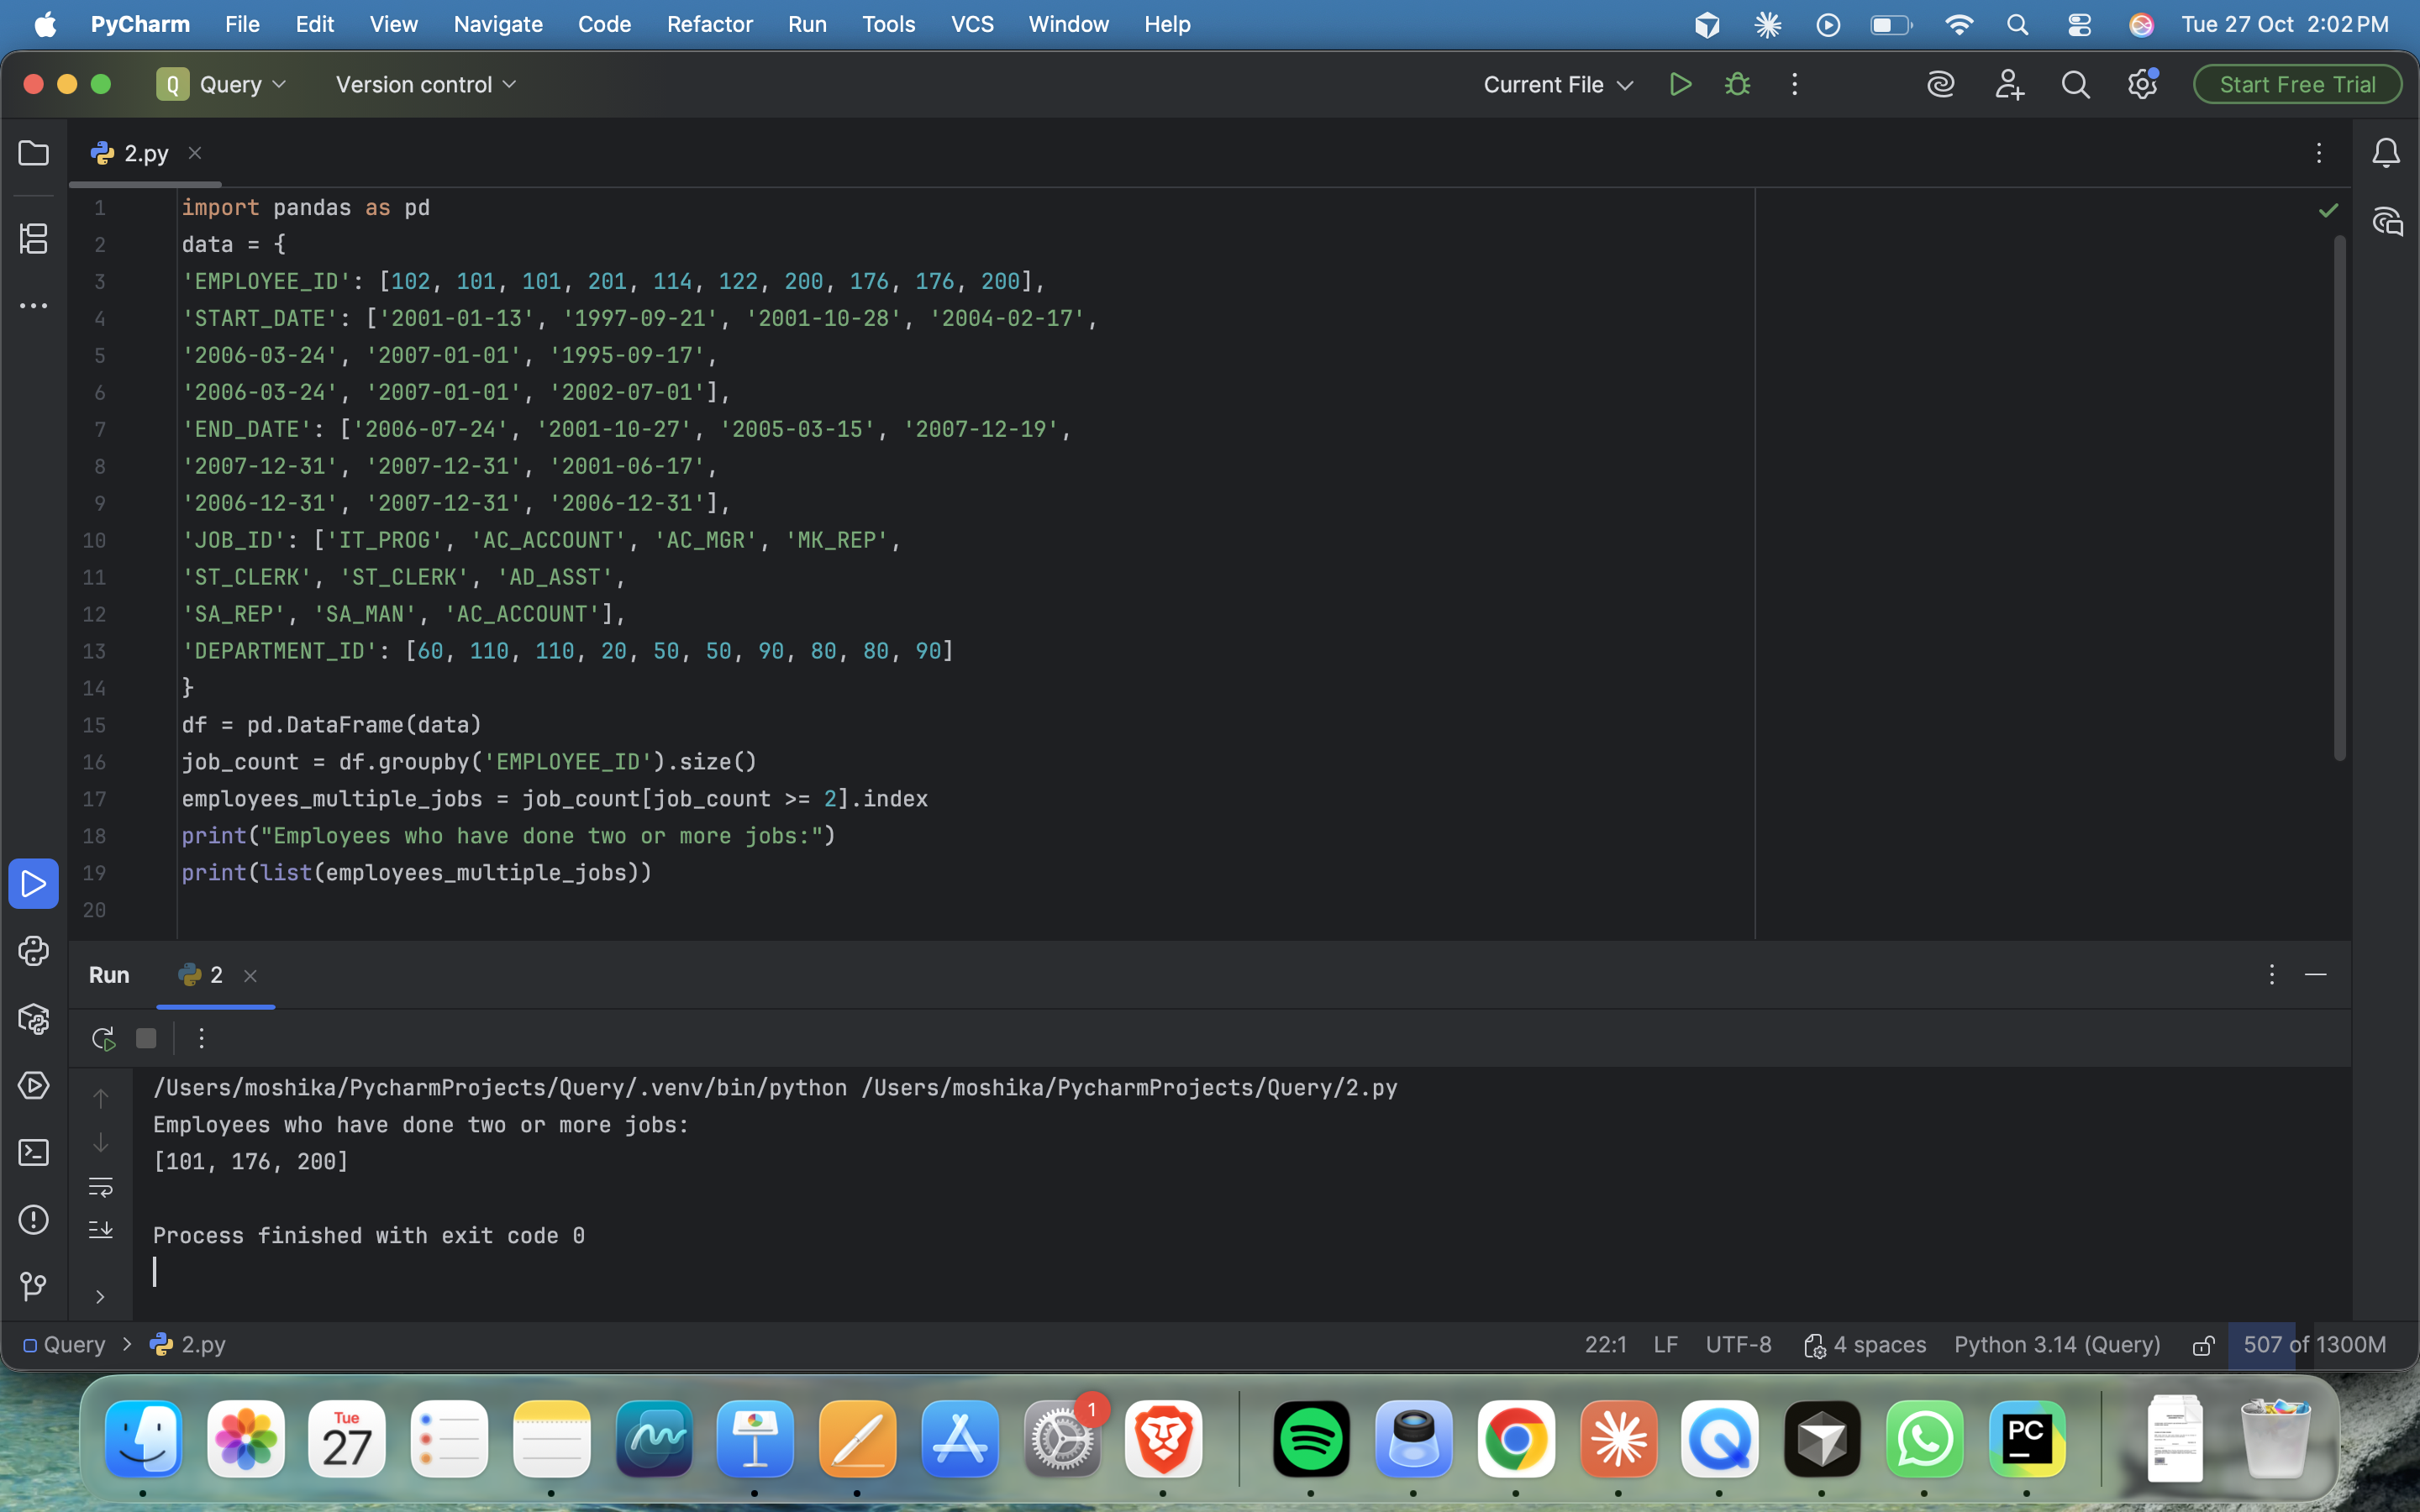 PyCharm File Edit View Navigate Code Refactor Run Tools VCS Window Help Tue 27 Oct 2:02 PM
Q Query Version control Current File Start Free Trial
2.py
1 import pandas as pd
2 data = {
3 'EMPLOYEE_ID': [102, 101, 101, 201, 114, 122, 200, 176, 176, 200],
4 'START_DATE': ['2001-01-13', '1997-09-21', '2001-10-28', '2004-02-17',
5 '2006-03-24', '2007-01-01', '1995-09-17',
6 '2006-03-24', '2007-01-01', '2002-07-01'],
7 'END_DATE': ['2006-07-24', '2001-10-27', '2005-03-15', '2007-12-19',
8 '2007-12-31', '2007-12-31', '2001-06-17',
9 '2006-12-31', '2007-12-31', '2006-12-31'],
10 'JOB_ID': ['IT_PROG', 'AC_ACCOUNT', 'AC_MGR', 'MK_REP',
11 'ST_CLERK', 'ST_CLERK', 'AD_ASST',
12 'SA_REP', 'SA_MAN', 'AC_ACCOUNT'],
13 'DEPARTMENT_ID': [60, 110, 110, 20, 50, 50, 90, 80, 80, 90]
14 }
15 df = pd.DataFrame(data)
16 job_count = df.groupby('EMPLOYEE_ID').size()
17 employees_multiple_jobs = job_count[job_count >= 2].index
18 print("Employees who have done two or more jobs:")
19 print(list(employees_multiple_jobs))
20
Run 2
/Users/moshika/PycharmProjects/Query/.venv/bin/python /Users/moshika/PycharmProjects/Query/2.py
Employees who have done two or more jobs:
[101, 176, 200]
Process finished with exit code 0
Query > 2.py 22:1 LF UTF-8 4 spaces Python 3.14 (Query) 507 of 1300M
Tue
27
1
PC